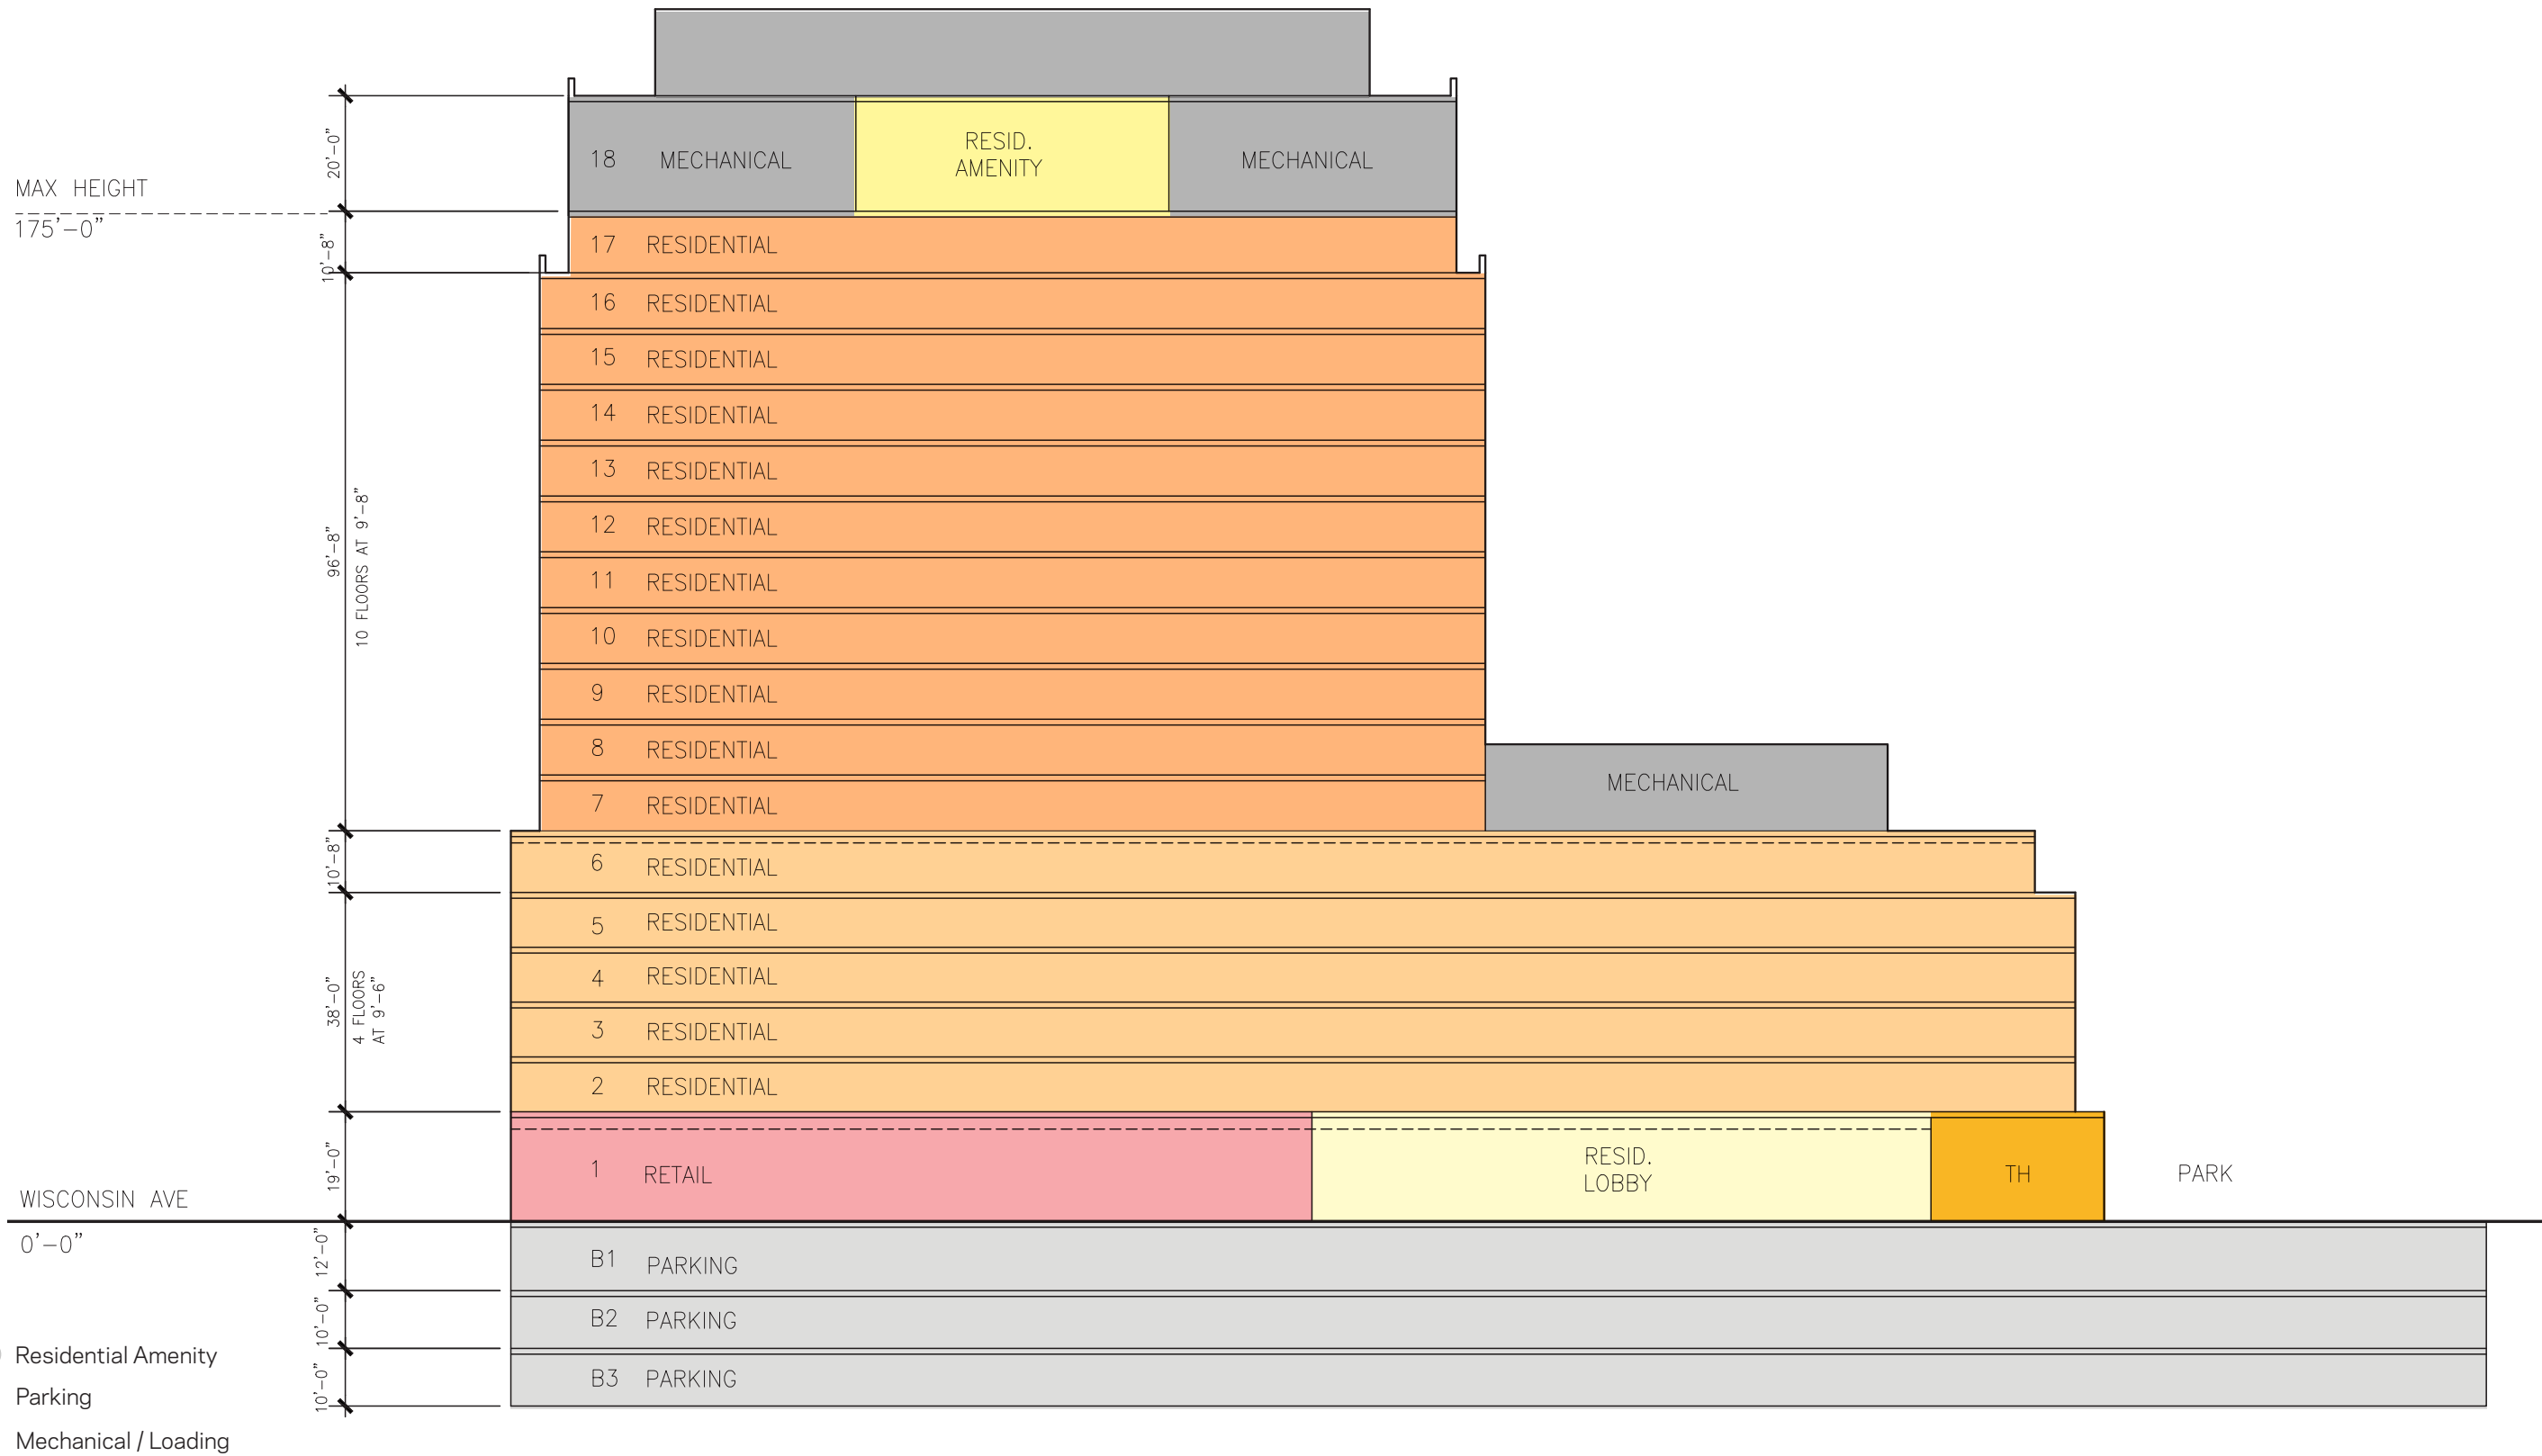 20'-0"
18 MECHANICAL
RESID.
AMENITY
MECHANICAL
MAX HEIGHT
175'-0"
10'-8"
17 RESIDENTIAL
16 RESIDENTIAL
15 RESIDENTIAL
14 RESIDENTIAL
13 RESIDENTIAL
12 RESIDENTIAL
96'-8"
10 FLOORS AT 9'-8"
11 RESIDENTIAL
10 RESIDENTIAL
9 RESIDENTIAL
8 RESIDENTIAL
MECHANICAL
7 RESIDENTIAL
10'-8"
6 RESIDENTIAL
5 RESIDENTIAL
4 RESIDENTIAL
38'-0"
4 FLOORS
AT 9'-6"
3 RESIDENTIAL
2 RESIDENTIAL
19'-0"
1 RETAIL
RESID.
LOBBY
TH
PARK
WISCONSIN AVE
0'-0"
12'-0"
B1 PARKING
10'-0"
B2 PARKING
10'-0"
B3 PARKING
Residential Amenity
Parking
Mechanical / Loading